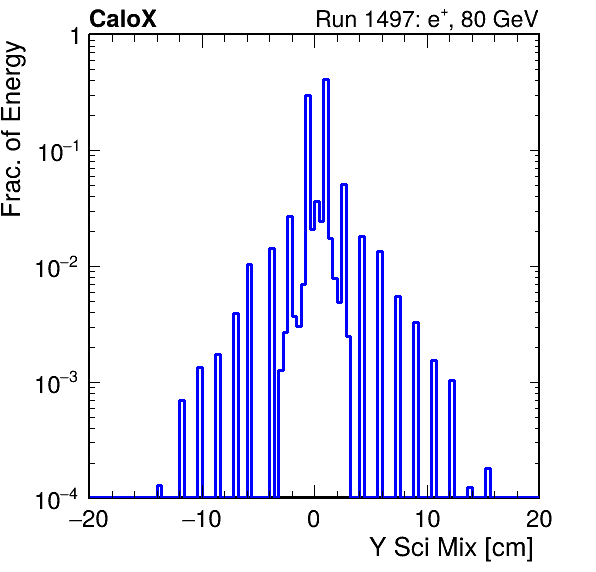 CaloX Run 1497: e⁺, 80 GeV
Frac. of Energy
1
10⁻¹
10⁻²
10⁻³
10⁻⁴
−20 −10 0 10 20
Y Sci Mix [cm]